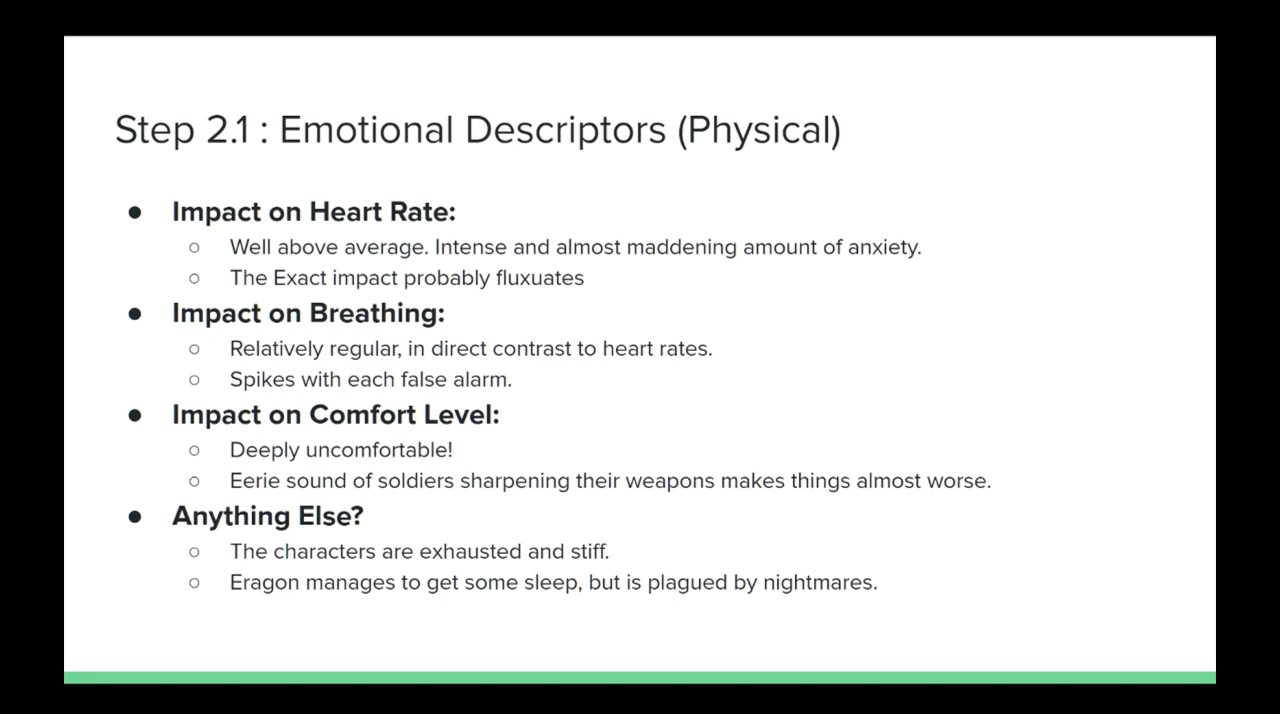 Step 2.1 : Emotional Descriptors (Physical)
● Impact on Heart Rate:
○ Well above average. Intense and almost maddening amount of anxiety.
○ The Exact impact probably fluxuates
● Impact on Breathing:
○ Relatively regular, in direct contrast to heart rates.
○ Spikes with each false alarm.
● Impact on Comfort Level:
○ Deeply uncomfortable!
○ Eerie sound of soldiers sharpening their weapons makes things almost worse.
● Anything Else?
○ The characters are exhausted and stiff.
○ Eragon manages to get some sleep, but is plagued by nightmares.